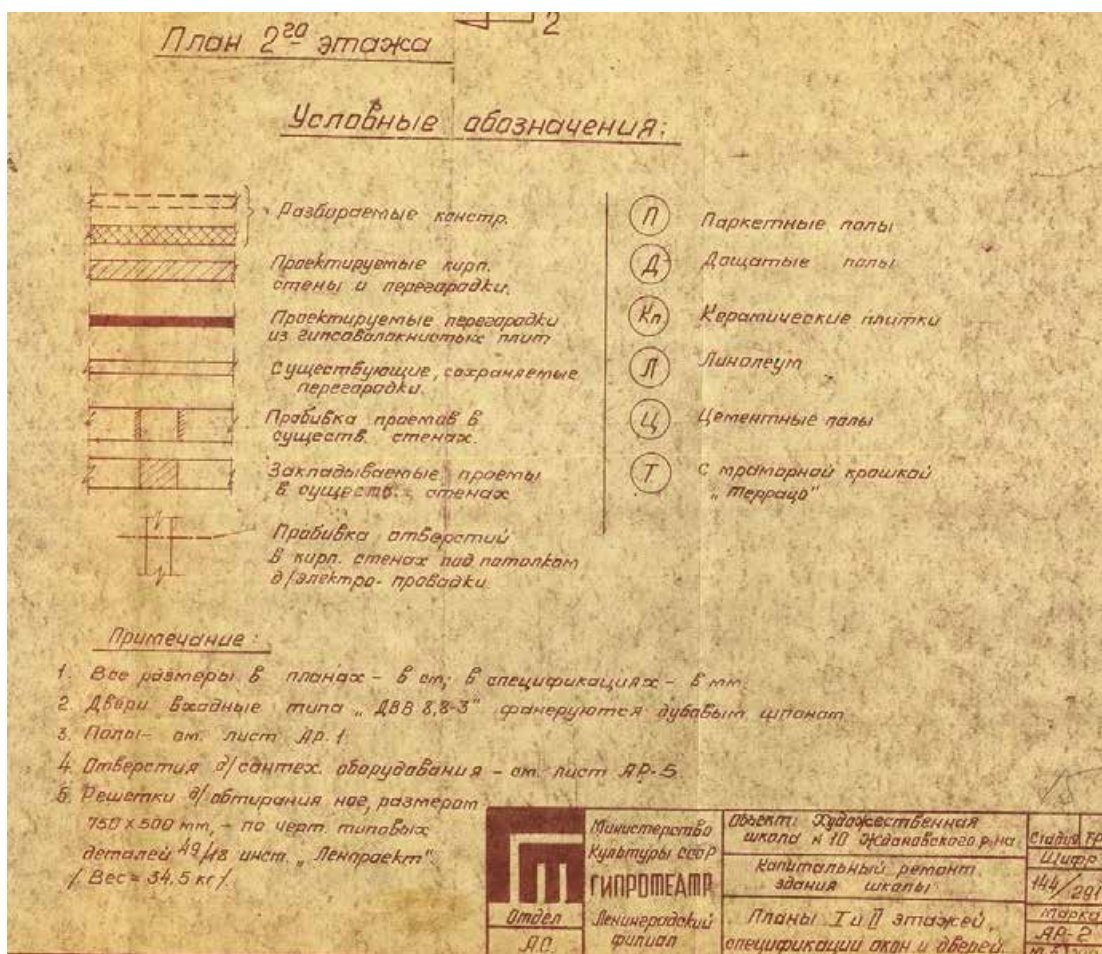 2
План 2го этажа
Условные обозначения:
Разбираемые констр.
Проектируемые кирп.
стены и перегородки.
Проектируемые перегородки
из гипсоволокнистых плит
Существующие, сохраняемые
перегородки.
Пробивка проемов в
существ. стенах.
Закладываемые проемы
в существ. стенах
Пробивка отверстий
в кирп. стенах под потолком
д/электро-проводки.
П Паркетные полы
Д Дощатые полы
Кп Керамические плитки
Л Линолеум
Ц Цементные полы
Т с мраморной крошкой
„Террацо"
Примечание:
1. Все размеры в планах - в см; в спецификациях - в мм.
2. Двери входные типа „ДВВ 8,8-3" фанеруются дубовым шпоном
3. Полы - см. лист АР.1
4. Отверстия д/сантех. оборудования - см. лист АР-5.
5. Решетки д/обтирания ног, размером
750 х 500 мм, - по черт. типовых
деталей 49/48 инст. „Ленпроект".
/Вес = 34,5 кг/.
Министерство
Культуры СССР
ГИПРОТЕАТР
Ленинградский
филиал
Отдел
А.С.
Объект: Художественная
школа н 10 Ждановского р-на
Капитальный ремонт
здания школы
Планы I и II этажей,
спецификации окон и дверей.
Стадия ТР
Шифр
144/291
Марка
АР-2